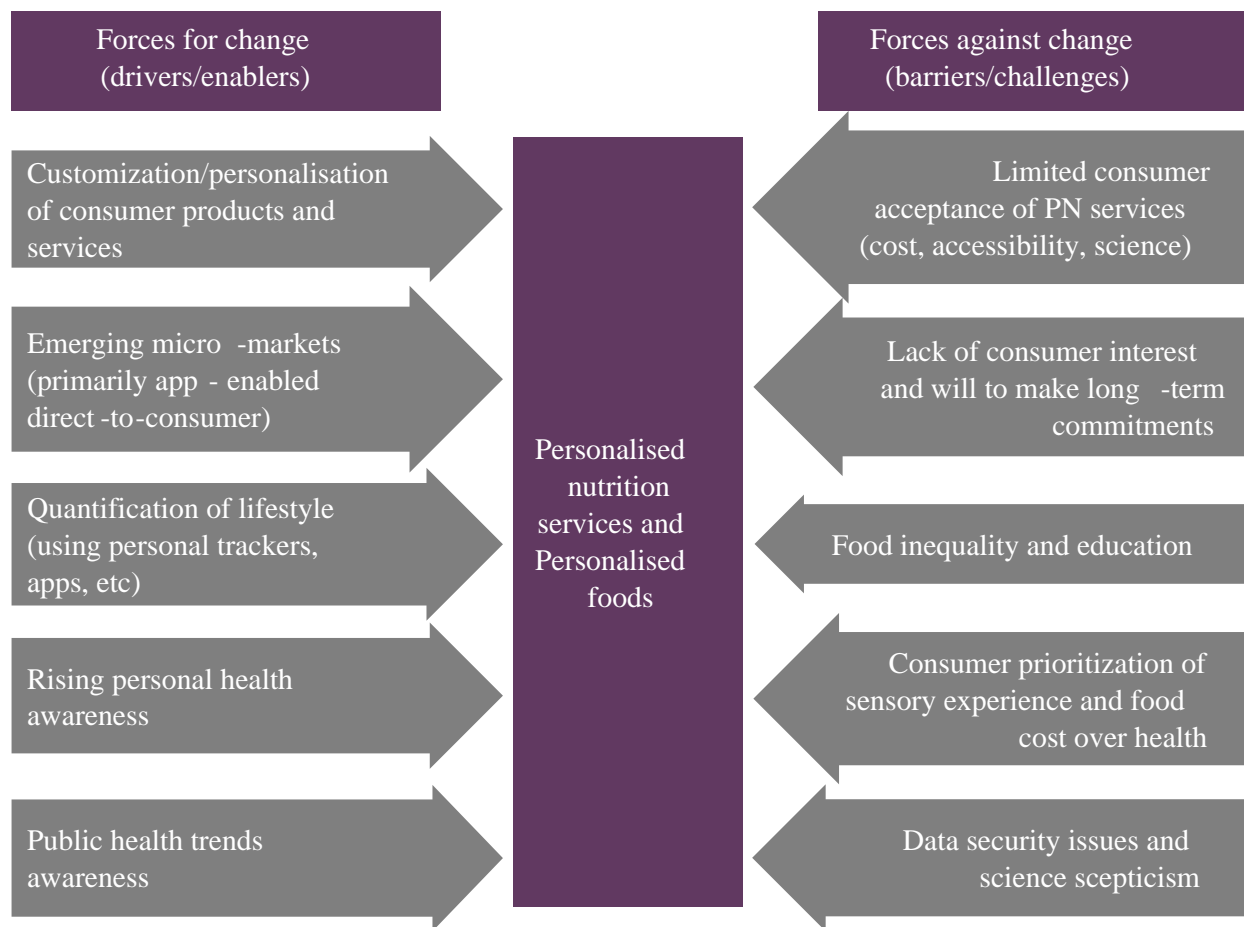 Forces for change
(drivers/enablers)
Forces against change
(barriers/challenges)
Customization/personalisation
of consumer products and
services
Emerging micro -markets
(primarily app - enabled
direct -to-consumer)
Quantification of lifestyle
(using personal trackers,
apps, etc)
Rising personal health
awareness
Public health trends
awareness
Personalised
nutrition
services and
Personalised
foods
Limited consumer
acceptance of PN services
(cost, accessibility, science)
Lack of consumer interest
and will to make long -term
commitments
Food inequality and education
Consumer prioritization of
sensory experience and food
cost over health
Data security issues and
science scepticism